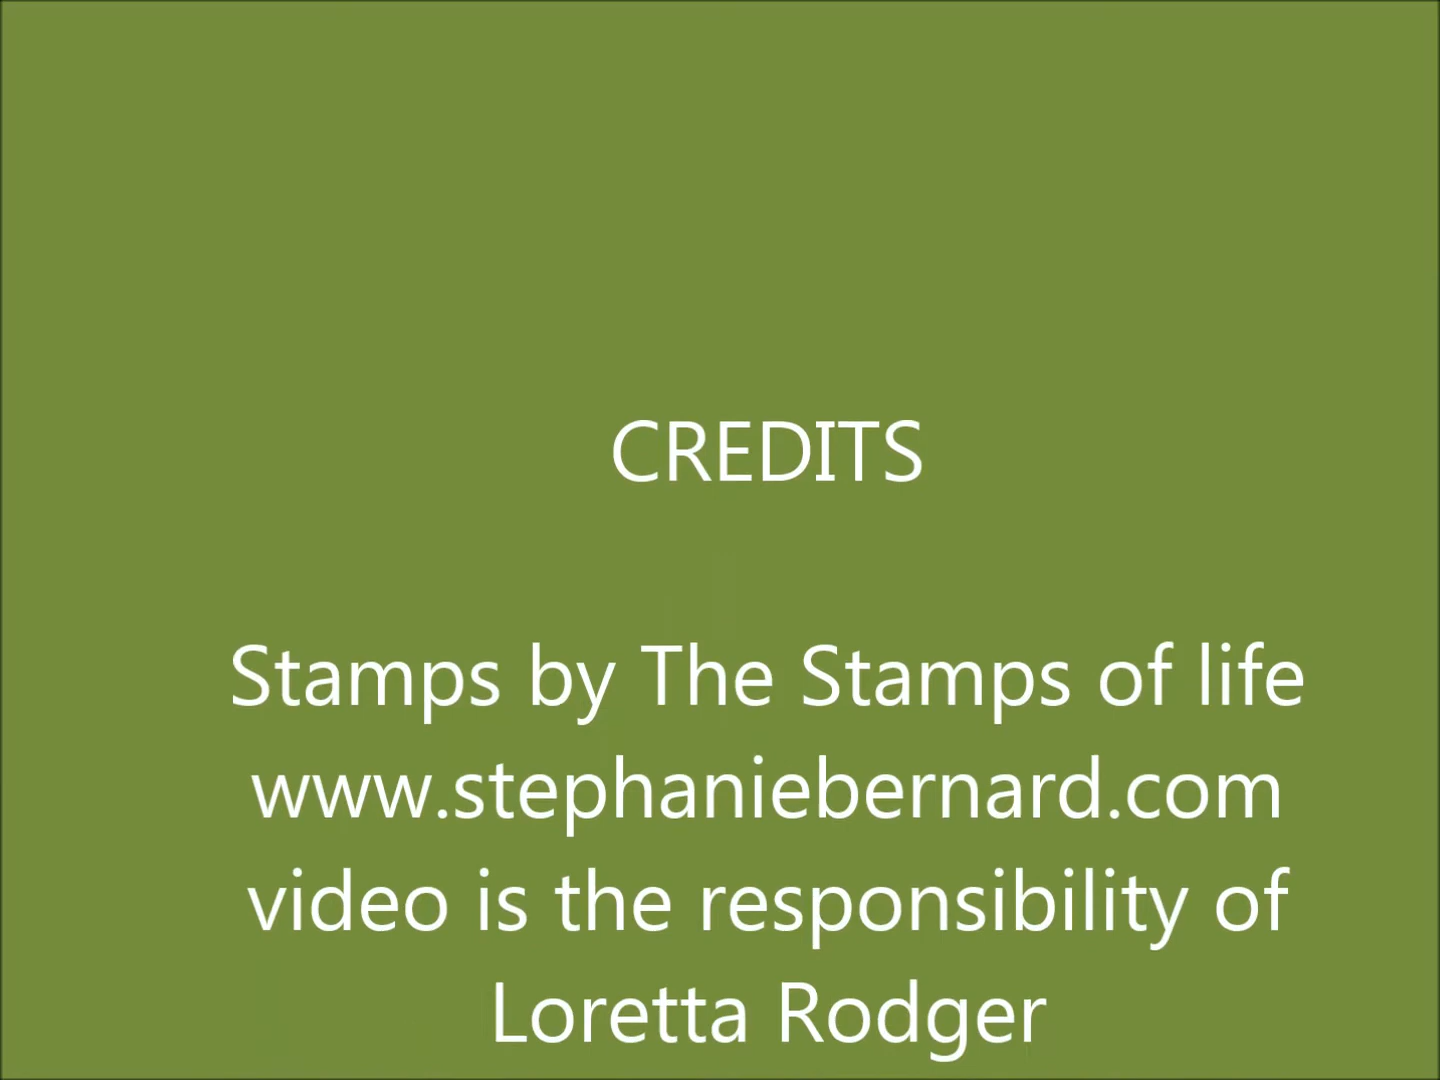 CREDITS
Stamps by The Stamps of life
www.stephaniebernard.com
video is the responsibility of
Loretta Rodger